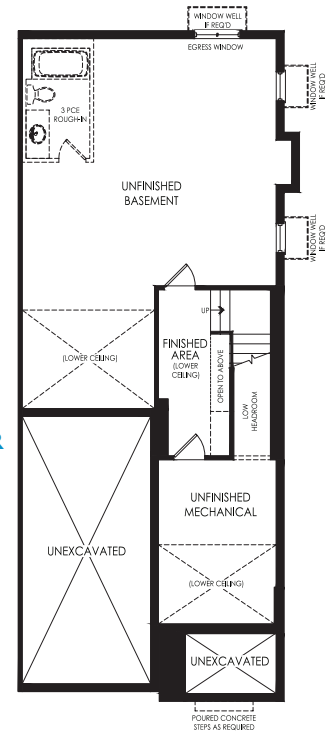 WINDOW WELL
IF REQ'D
EGRESS WINDOW
WINDOW WELL
IF REQ'D
3 PCE
ROUGH-IN
UNFINISHED
BASEMENT
WINDOW WELL
IF REQ'D
UP
FINISHED
AREA
(LOWER
CEILING)
OPEN TO ABOVE
(LOWER CEILING)
LOW
HEADROOM
UNFINISHED
MECHANICAL
UNEXCAVATED
(LOWER CEILING)
UNEXCAVATED
POURED CONCRETE
STEPS AS REQUIRED